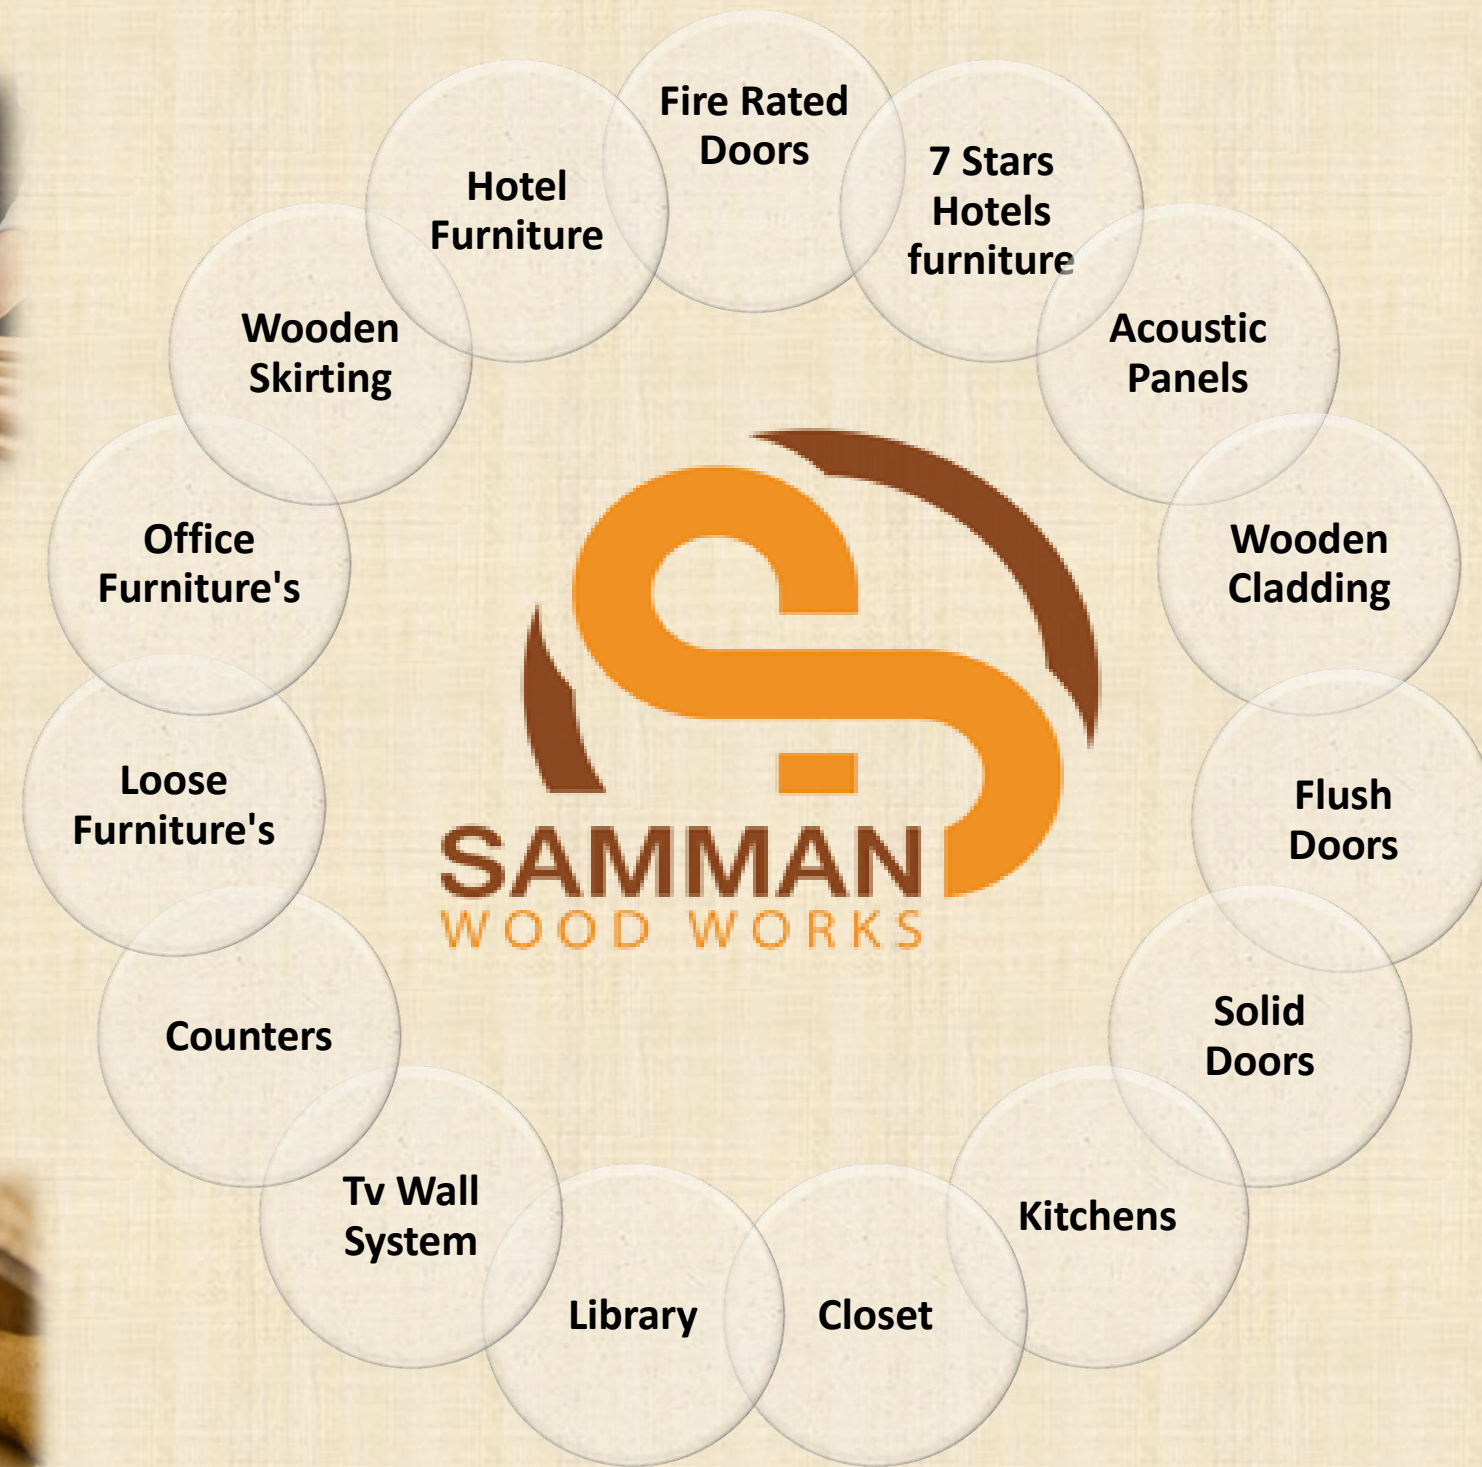 Fire Rated
Doors
7 Stars
Hotels
furniture
Acoustic
Panels
Wooden
Cladding
Flush
Doors
Solid
Doors
Kitchens
Closet
Library
Tv Wall
System
Counters
Loose
Furniture's
Office
Furniture's
Wooden
Skirting
Hotel
Furniture
SAMMAN
WOOD WORKS